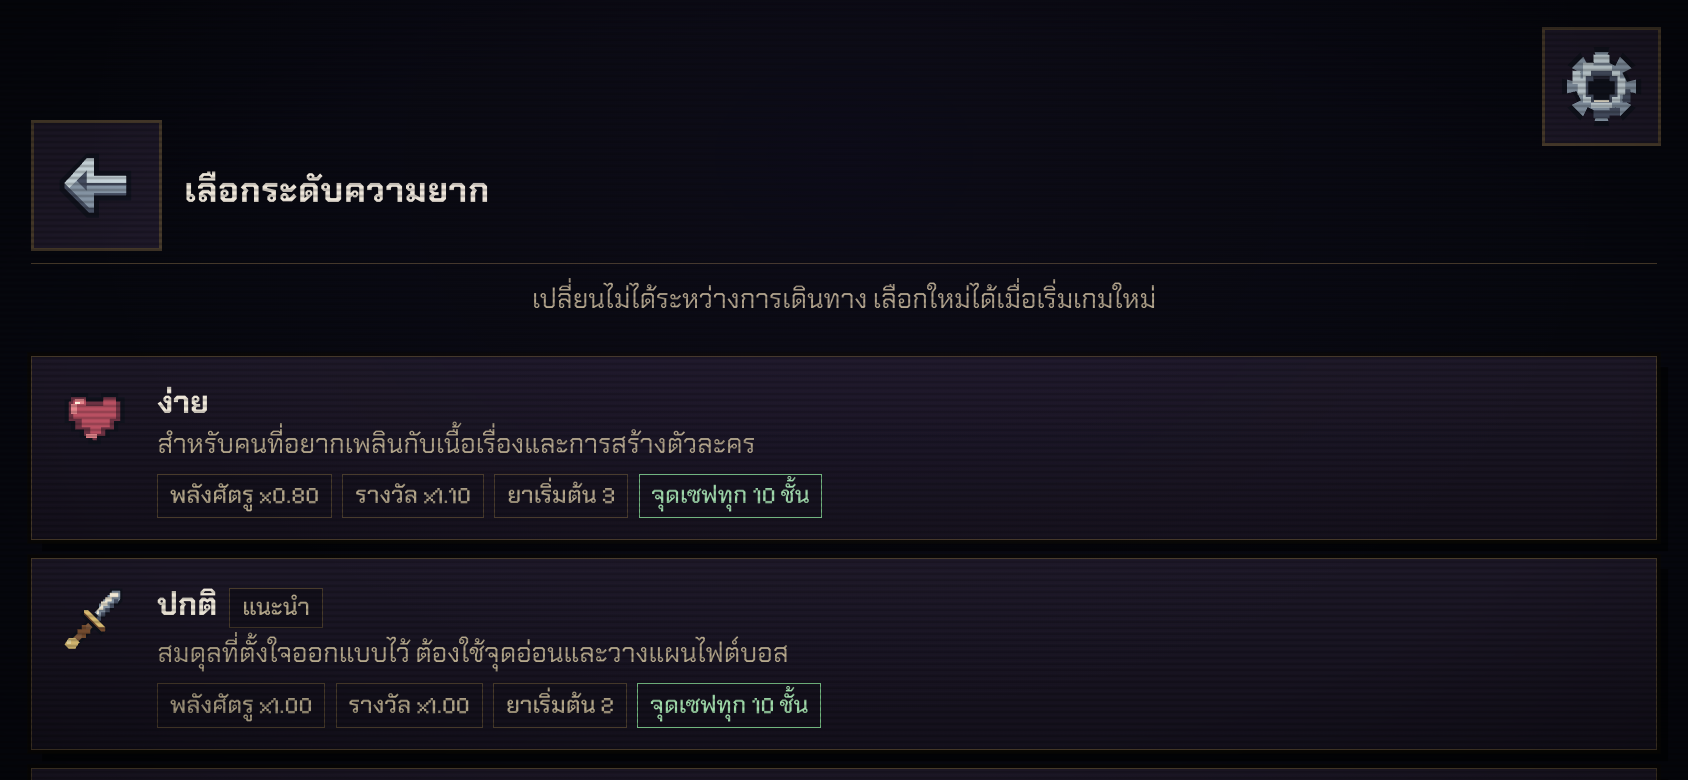 เลือกระดับความยาก
เปลี่ยนไม่ได้ระหว่างการเดินทาง เลือกใหม่ได้เมื่อเริ่มเกมใหม่
ง่าย
สำหรับคนที่อยากเพลินกับเนื้อเรื่องและการสร้างตัวละคร
พลังศัตรู x0.80 รางวัล x1.10 ยาเริ่มต้น 3 จุดเซฟทุก 10 ชั้น
ปกติ แนะนำ
สมดุลที่ตั้งใจออกแบบไว้ ต้องใช้จุดอ่อนและวางแผนไฟต์บอส
พลังศัตรู x1.00 รางวัล x1.00 ยาเริ่มต้น 2 จุดเซฟทุก 10 ชั้น